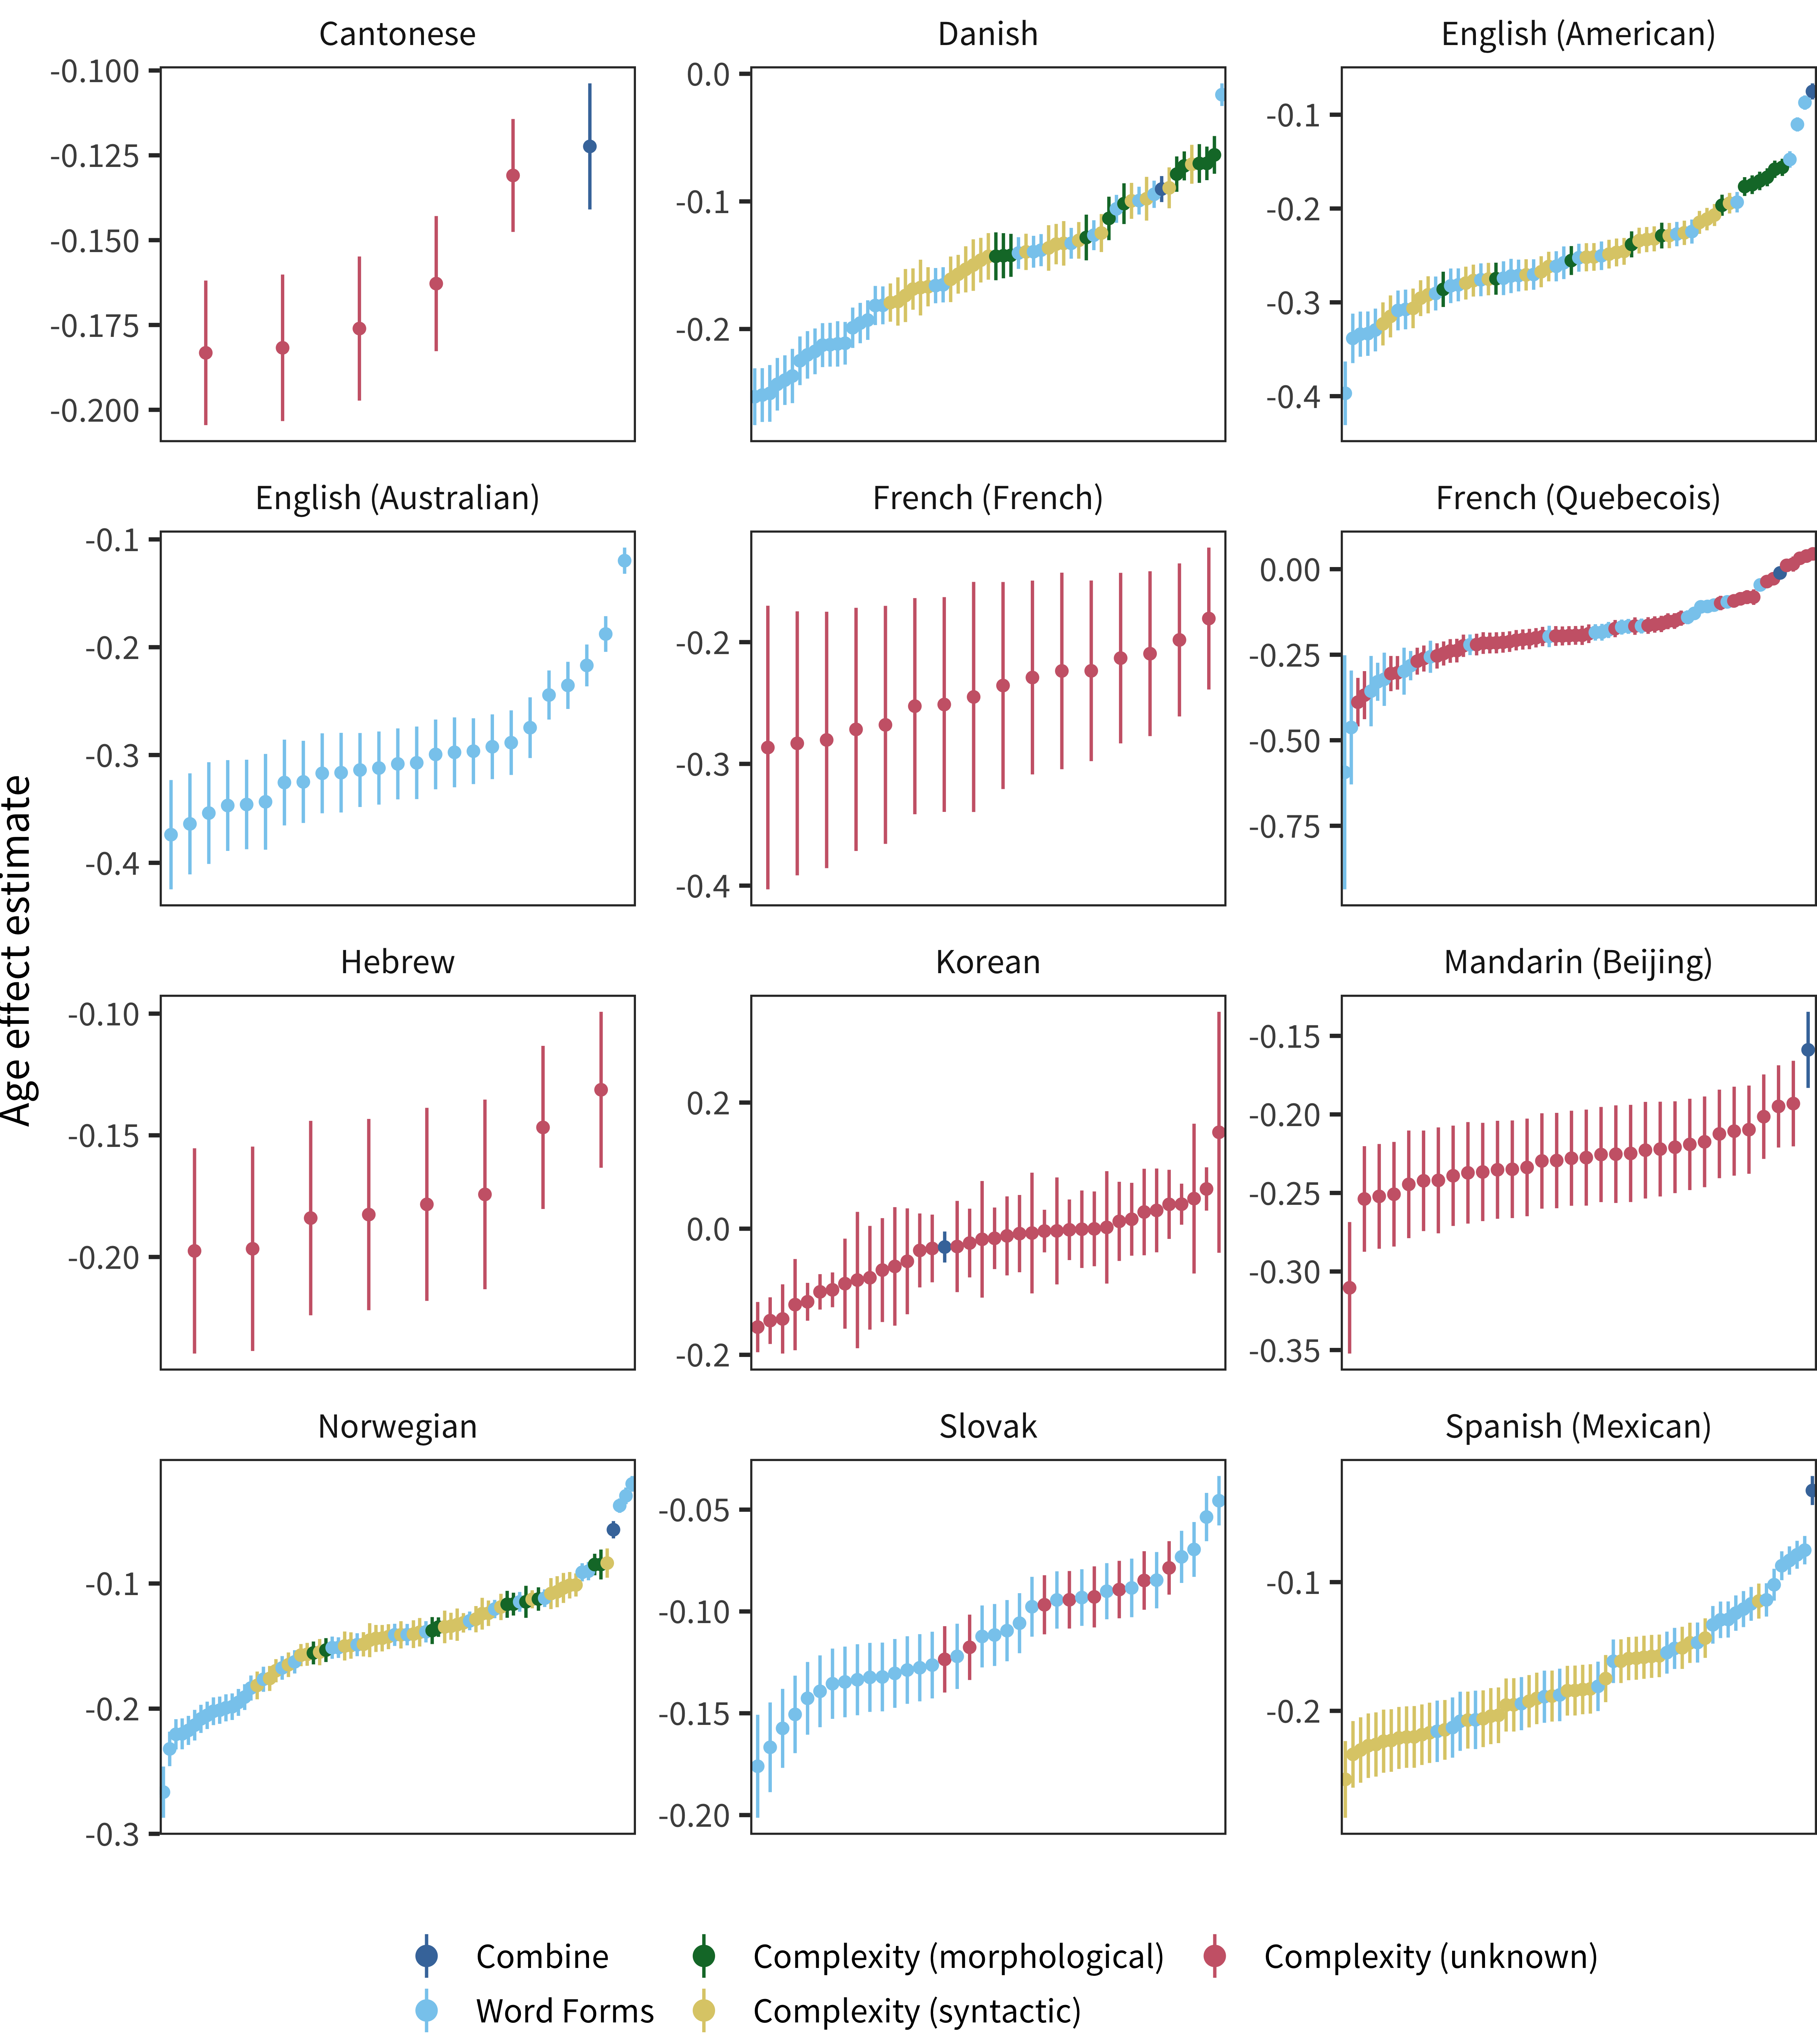 Cantonese
Danish
English (American)
-0.100
-0.125
-0.150
-0.175
-0.200
0.0
-0.1
-0.2
-0.1
-0.2
-0.3
-0.4
English (Australian)
French (French)
French (Quebecois)
-0.1
-0.2
-0.3
-0.4
-0.2
-0.3
-0.4
0.00
-0.25
-0.50
-0.75
Age effect estimate
Hebrew
Korean
Mandarin (Beijing)
-0.10
-0.15
-0.20
0.2
0.0
-0.2
-0.15
-0.20
-0.25
-0.30
-0.35
Norwegian
Slovak
Spanish (Mexican)
-0.1
-0.2
-0.3
-0.05
-0.10
-0.15
-0.20
-0.1
-0.2
Combine
Complexity (morphological)
Complexity (unknown)
Word Forms
Complexity (syntactic)